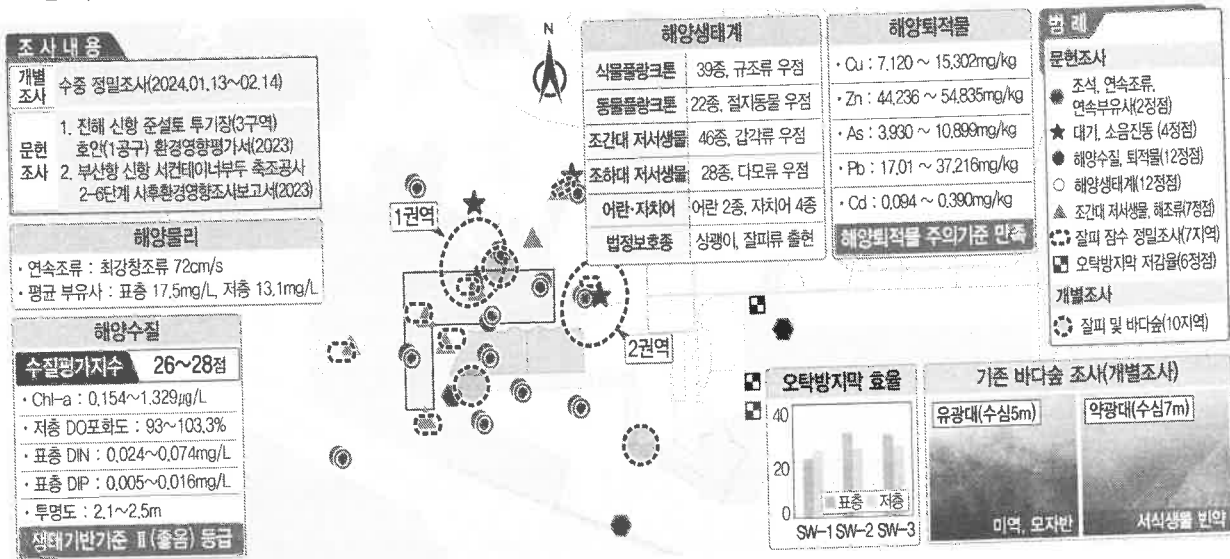 조사내용
개별
조사
수중 정밀조사(2024.01.13~02.14)
문헌
조사
1. 진해 신항 준설토 투기장(3구역)
호안(1공구) 환경영향평가서(2023)
2. 부산항 신항 서컨테이너부두 축조공사
2-6단계 사후환경영향조사보고서(2023)
해양물리
· 연속조류 : 최강창조류 72cm/s
· 평균 부유사 : 표층 17.5mg/L, 저층 13.1mg/L
해양수질
수질평가지수 26~28점
· Chl-a : 0.154~1.329μg/L
· 저층 DO포화도 : 93~103.3%
· 표층 DIN : 0.024~0.074mg/L
· 표층 DIP : 0.005~0.016mg/L
· 투명도 : 2.1~2.5m
생태기반기준 Ⅱ(좋음) 등급
N
1권역
2권역
해양생태계
식물플랑크톤 39종, 규조류 우점
동물플랑크톤 22종, 절지동물 우점
조간대 저서생물 46종, 갑각류 우점
조하대 저서생물 28종, 다모류 우점
어란·자치어 어란 2종, 자치어 4종
법정보호종 상괭이, 잘피류 출현
해양퇴적물
· Cu : 7.120 ~ 15.302mg/kg
· Zn : 44.236 ~ 54.835mg/kg
· As : 3.930 ~ 10.899mg/kg
· Pb : 17.01 ~ 37.216mg/kg
· Cd : 0.094 ~ 0.390mg/kg
해양퇴적물 주의기준 만족
범례
문헌조사
조석, 연속조류,
연속부유사(2정점)
대기, 소음진동 (4정점)
해양수질, 퇴적물(12정점)
해양생태계(12정점)
조간대 저서생물, 해조류(7정점)
잘피 잠수 정밀조사(7지역)
오탁방지막 저감율(6정점)
개별조사
잘피 및 바다숲(10지역)
오탁방지막 효율
40
20
0
표층 저층
SW-1 SW-2 SW-3
기존 바다숲 조사(개별조사)
유광대(수심5m)
미역, 모자반
약광대(수심7m)
서식생물 빈약